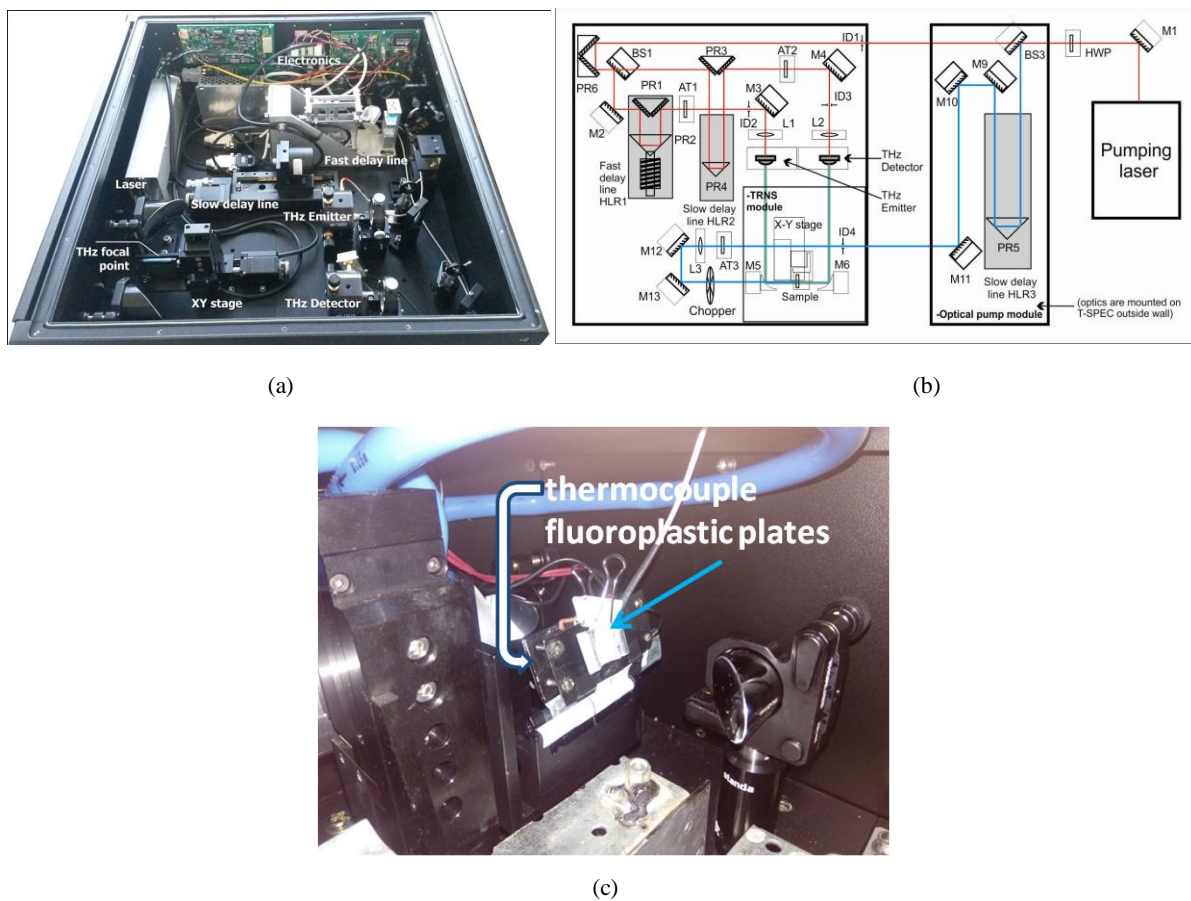 Electronics
Fast delay line
Laser
Slow delay line
THz Emitter
THz focal
point
XY stage
THz Detector
(a)
ID1
M1
BS1
PR3
AT2
M4
BS3
HWP
PR6
M9
M10
PR1
AT1
M3
ID3
M2
ID2
L1
L2
PR2
Pumping
laser
Fast
delay
line
HLR1
PR4
THz
Detector
THz
Emitter
Slow delay
line HLR2
-TRNS
module
X-Y stage
ID4
M12
L3
AT3
M5
M6
M11
PR5
M13
Chopper
Sample
Slow delay
line HLR3
-Optical pump module
(optics are mounted on
T-SPEC outside wall)
(b)
thermocouple
fluoroplastic plates
Standa
(c)